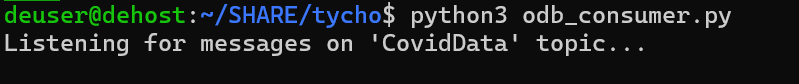 deuser@dehost:~/SHARE/tycho$ python3 odb_consumer.py
Listening for messages on 'CovidData' topic...